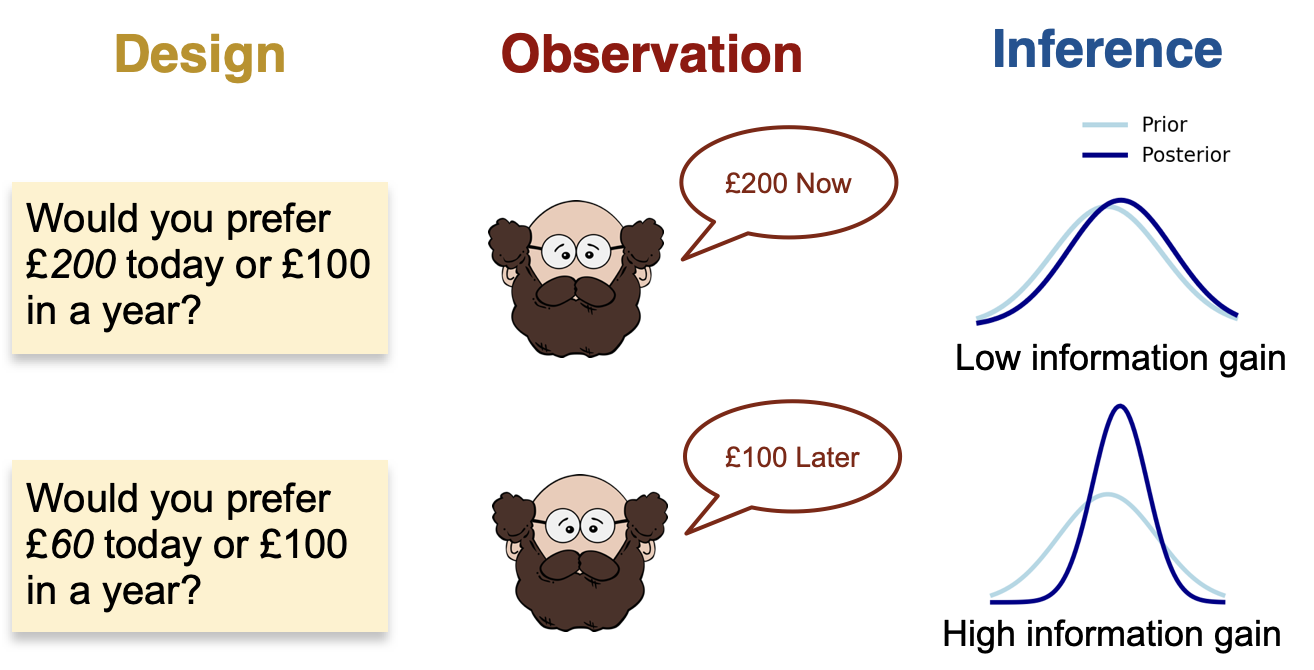 Design
Observation
Inference
Prior
Posterior
Would you prefer
£200 today or £100
in a year?
£200 Now
Low information gain
Would you prefer
£60 today or £100
in a year?
£100 Later
High information gain